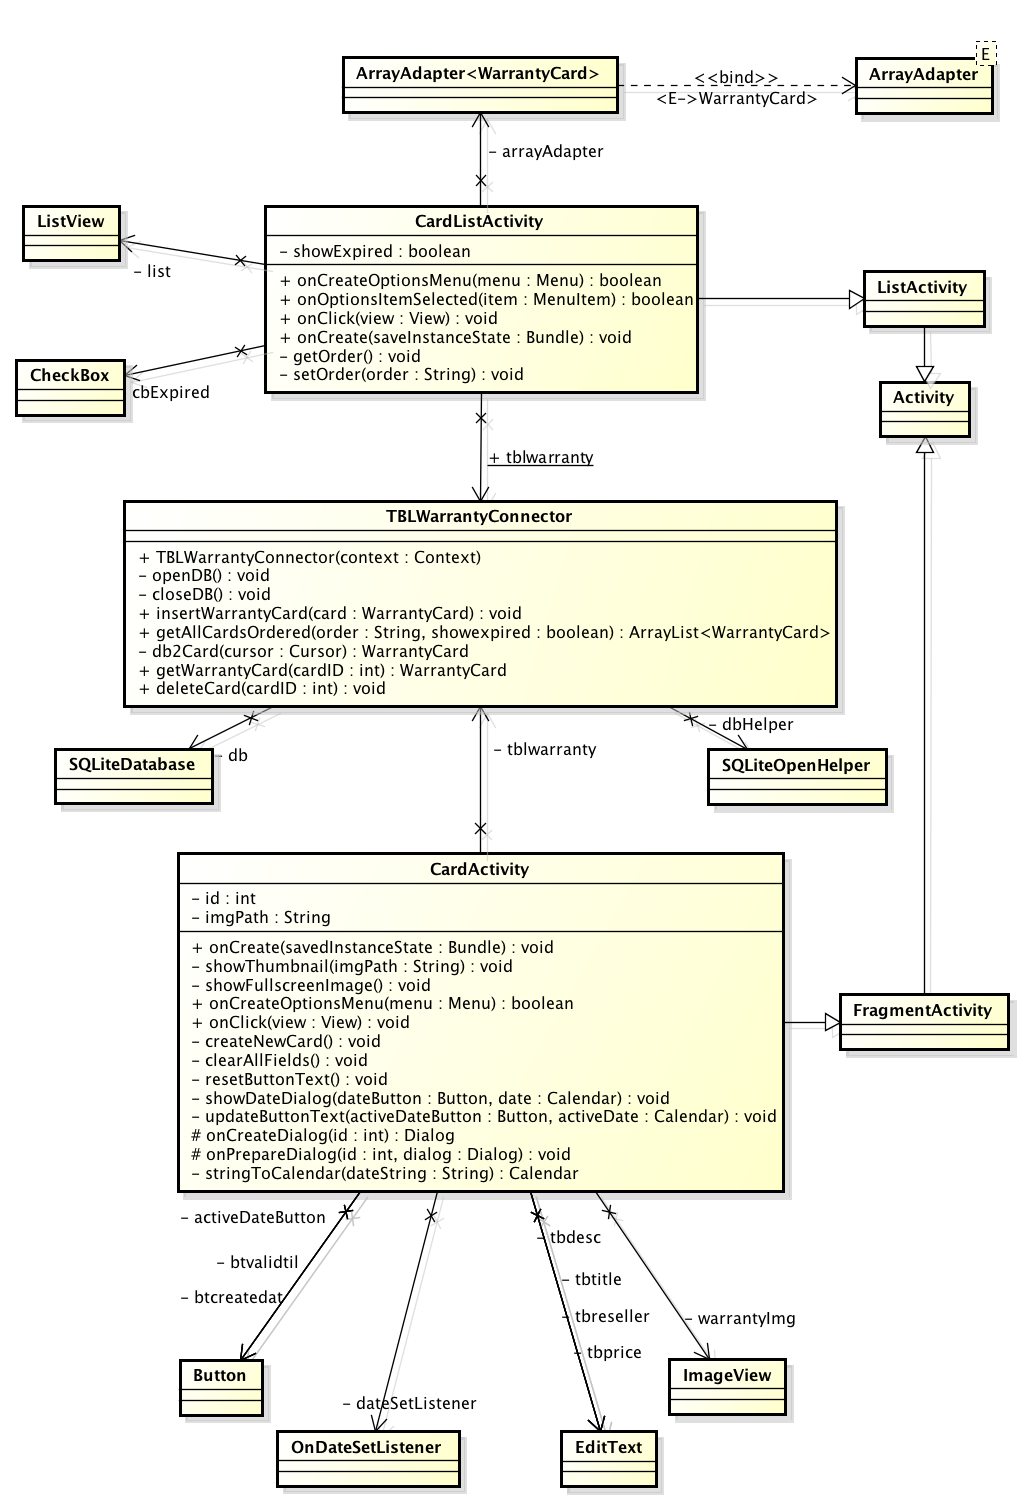 E
ArrayAdapter<WarrantyCard>
<<bind>>
<E->WarrantyCard>
ArrayAdapter
- arrayAdapter
ListView
- list
CardListActivity
- showExpired : boolean
+ onCreateOptionsMenu(menu : Menu) : boolean
+ onOptionsItemSelected(item : MenuItem) : boolean
+ onClick(view : View) : void
+ onCreate(saveInstanceState : Bundle) : void
- getOrder() : void
- setOrder(order : String) : void
ListActivity
CheckBox
cbExpired
Activity
+ tblwarranty
TBLWarrantyConnector
+ TBLWarrantyConnector(context : Context)
- openDB() : void
- closeDB() : void
+ insertWarrantyCard(card : WarrantyCard) : void
+ getAllCardsOrdered(order : String, showexpired : boolean) : ArrayList<WarrantyCard>
- db2Card(cursor : Cursor) : WarrantyCard
+ getWarrantyCard(cardID : int) : WarrantyCard
+ deleteCard(cardID : int) : void
- dbHelper
- tblwarranty
- db
SQLiteDatabase
SQLiteOpenHelper
CardActivity
- id : int
- imgPath : String
+ onCreate(savedInstanceState : Bundle) : void
- showThumbnail(imgPath : String) : void
- showFullscreenImage() : void
+ onCreateOptionsMenu(menu : Menu) : boolean
+ onClick(view : View) : void
- createNewCard() : void
- clearAllFields() : void
- resetButtonText() : void
- showDateDialog(dateButton : Button, date : Calendar) : void
- updateButtonText(activeDateButton : Button, activeDate : Calendar) : void
# onCreateDialog(id : int) : Dialog
# onPrepareDialog(id : int, dialog : Dialog) : void
- stringToCalendar(dateString : String) : Calendar
FragmentActivity
- activeDateButton
- btvalidtil
- btcreatedat
- tbdesc
- tbtitle
- tbreseller
- tbprice
- warrantyImg
Button
- dateSetListener
ImageView
OnDateSetListener
EditText